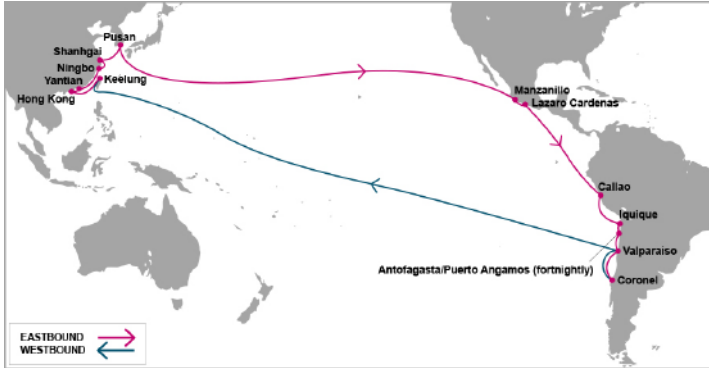 Pusan
Shanhgai
Ningbo
Keelung
Yantian
Hong Kong
Manzanillo
Lazaro Cardenas
Callao
Iquique
Valparaiso
Antofagasta/Puerto Angamos (fortnightly)
Coronel
EASTBOUND
WESTBOUND